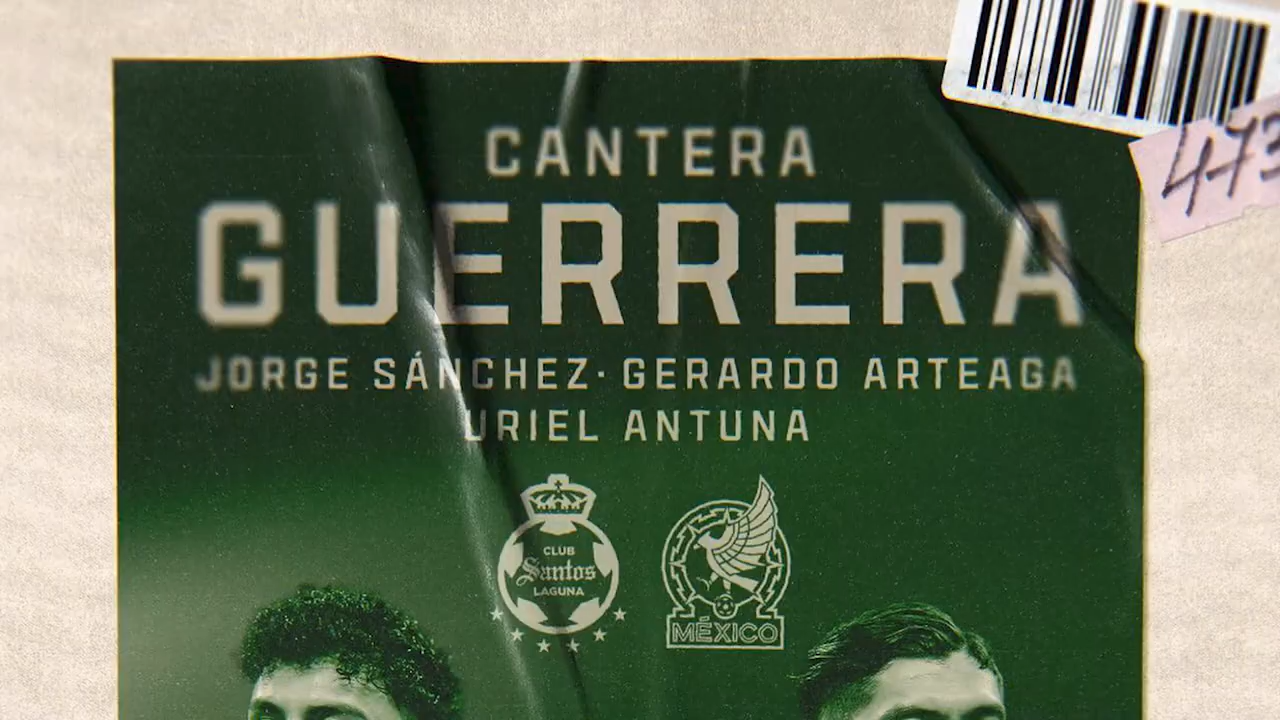 473
CANTERA
GUERRERA
JORGE SÁNCHEZ · GERARDO ARTEAGA
URIEL ANTUNA
CLUB
Santos
LAGUNA
MÉXICO